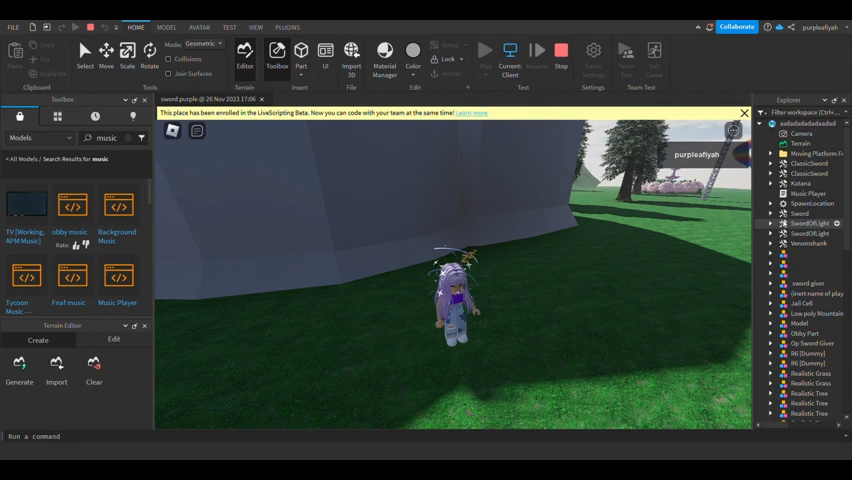 FILE HOME MODEL AVATAR TEST VIEW PLUGINS Collaborate purpleafiyah
Paste Copy Cut Duplicate Select Move Scale Rotate Mode: Geometric Collisions Join Surfaces Editor Toolbox Part UI Import 3D Material Manager Color Group Lock Anchor Play Current: Client Stop Game Settings Team Test Exit Game
Clipboard Tools Terrain Insert File Edit Test Settings Team Test
Toolbox
sword purple @ 26 Nov 2023 17:06
Explorer
This place has been enrolled in the LiveScripting Beta. Now you can code with your team at the same time! Learn more
Filter workspace (Ctrl+...
Models
music
< All Models / Search Results for music
TV [Working, APM Music]
obby music
Rate:
Background Music
Tycoon Music ...
Fnaf music
Music Player
Terrain Editor
Create Edit
Generate Import Clear
purpleafiyah
asdadadadadaadad
Camera
Terrain
Moving Platform Fa
ClassicSword
ClassicSword
Katana
Music Player
SpawnLocation
Sword
SwordOfLight
SwordOfLight
Venomshank
sword giver
(inert name of play
Jail Cell
Low poly Mountain
Model
Obby Part
Op Sword Giver
R6 [Dummy]
R6 [Dummy]
Realistic Grass
Realistic Grass
Realistic Tree
Realistic Tree
Realistic Tree
Run a command